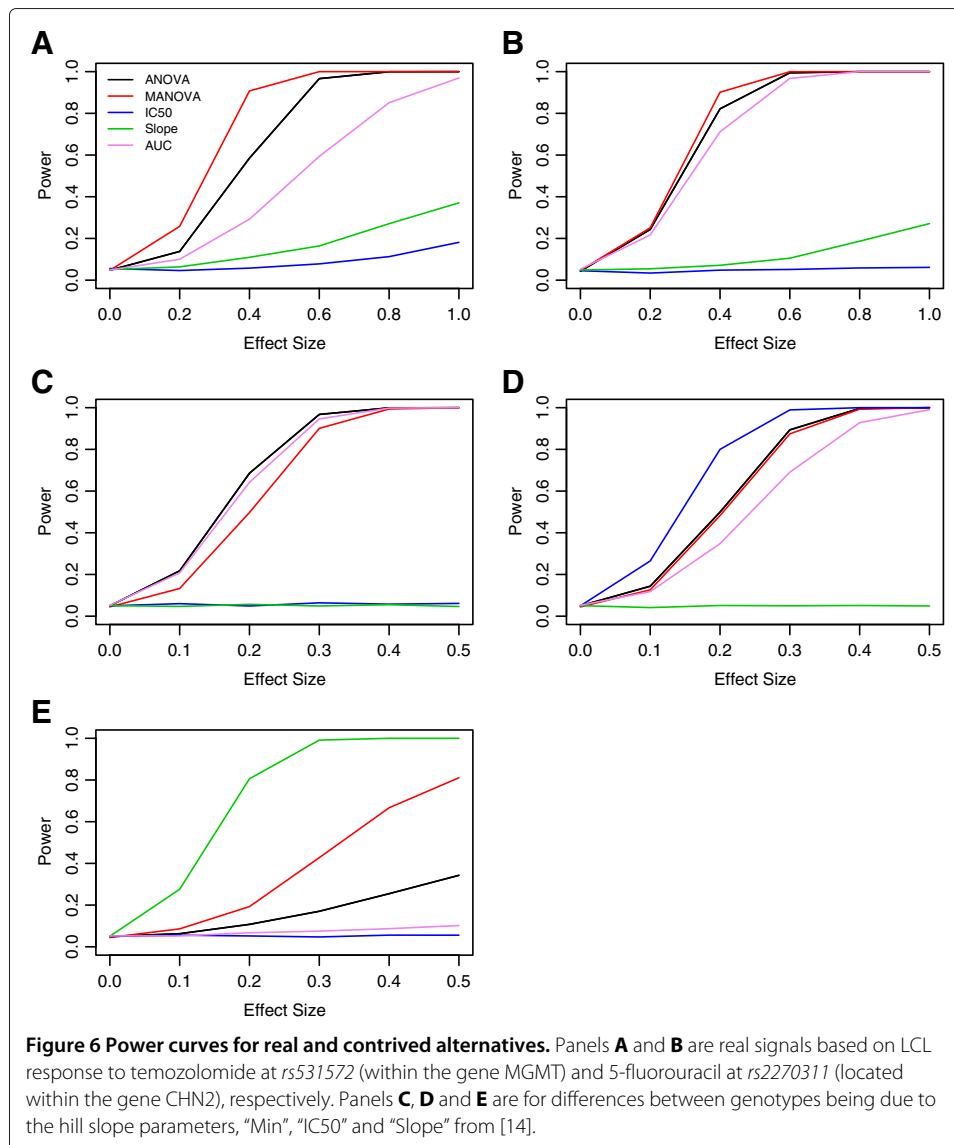 A
1.0
0.8
0.6
0.4
0.2
0.0
Power
ANOVA
MANOVA
IC50
Slope
AUC
0.0 0.2 0.4 0.6 0.8 1.0
Effect Size
B
1.0
0.8
0.6
0.4
0.2
0.0
Power
0.0 0.2 0.4 0.6 0.8 1.0
Effect Size
C
1.0
0.8
0.6
0.4
0.2
0.0
Power
0.0 0.1 0.2 0.3 0.4 0.5
Effect Size
D
1.0
0.8
0.6
0.4
0.2
0.0
Power
0.0 0.1 0.2 0.3 0.4 0.5
Effect Size
E
1.0
0.8
0.6
0.4
0.2
0.0
Power
0.0 0.1 0.2 0.3 0.4 0.5
Effect Size
Figure 6 Power curves for real and contrived alternatives. Panels A and B are real signals based on LCL
response to temozolomide at rs531572 (within the gene MGMT) and 5-fluorouracil at rs2270311 (located
within the gene CHN2), respectively. Panels C, D and E are for differences between genotypes being due to
the hill slope parameters, “Min”, “IC50” and “Slope” from [14].